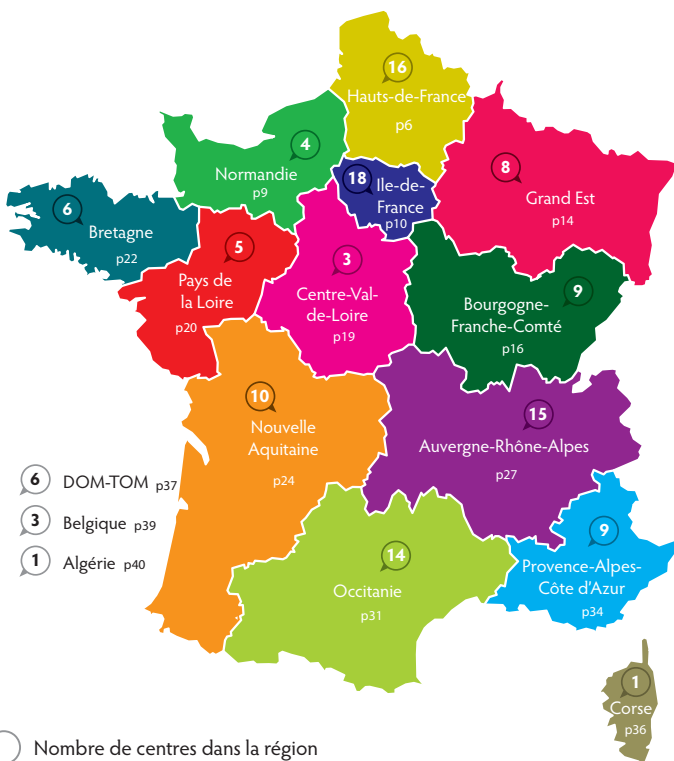 16
Hauts-de-France
p6
4
Normandie
p9
18 Ile-de-
France
p10
8
Grand Est
p14
6
Bretagne
p22
5
Pays de
la Loire
p20
3
Centre-Val-
de-Loire
p19
9
Bourgogne-
Franche-Comté
p16
10
Nouvelle
Aquitaine
p24
15
Auvergne-Rhône-Alpes
p27
6 DOM-TOM p37
3 Belgique p39
1 Algérie p40
14
Occitanie
p31
9
Provence-Alpes-
Côte d'Azur
p34
1
Corse
p36
Nombre de centres dans la région